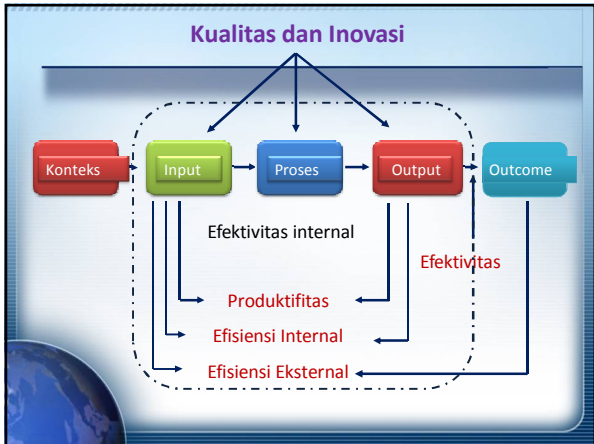 Kualitas dan Inovasi
Konteks
Input
Proses
Output
Outcome
Efektivitas internal
Efektivitas
Produktifitas
Efisiensi Internal
Efisiensi Eksternal